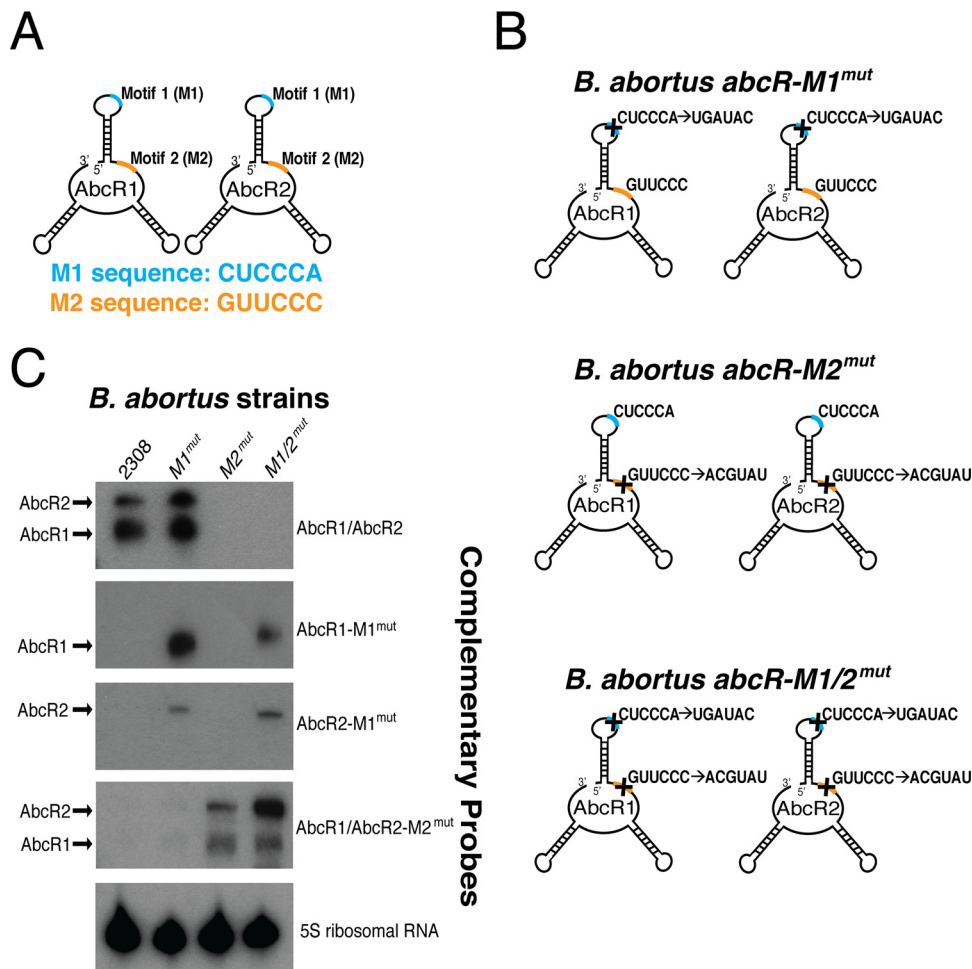 A
Motif 1 (M1)
Motif 1 (M1)
Motif 2 (M2)
Motif 2 (M2)
3'
5'
3'
5'
AbcR1
AbcR2
M1 sequence: CUCCCA
M2 sequence: GUUCCC
B
B. abortus abcR-M1mut
CUCCCA→UGAUAC
CUCCCA→UGAUAC
GUUCCC
GUUCCC
3'
5'
3'
5'
AbcR1
AbcR2
B. abortus abcR-M2mut
CUCCCA
CUCCCA
GUUCCC→ACGUAU
GUUCCC→ACGUAU
3'
5'
3'
5'
AbcR1
AbcR2
B. abortus abcR-M1/2mut
CUCCCA→UGAUAC
CUCCCA→UGAUAC
GUUCCC→ACGUAU
GUUCCC→ACGUAU
3'
5'
3'
5'
AbcR1
AbcR2
C
B. abortus strains
2308
M1mut
M2mut
M1/2mut
AbcR2
AbcR1
AbcR1/AbcR2
AbcR1
AbcR1-M1mut
AbcR2
AbcR2-M1mut
AbcR2
AbcR1
AbcR1/AbcR2-M2mut
5S ribosomal RNA
Complementary Probes